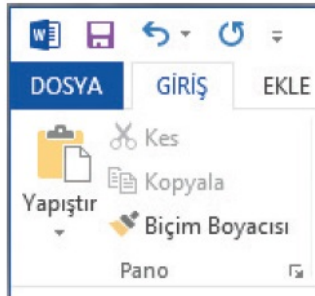 DOSYA GİRİŞ EKLE
Kes
Kopyala
Yapıştır
Biçim Boyacısı
Pano